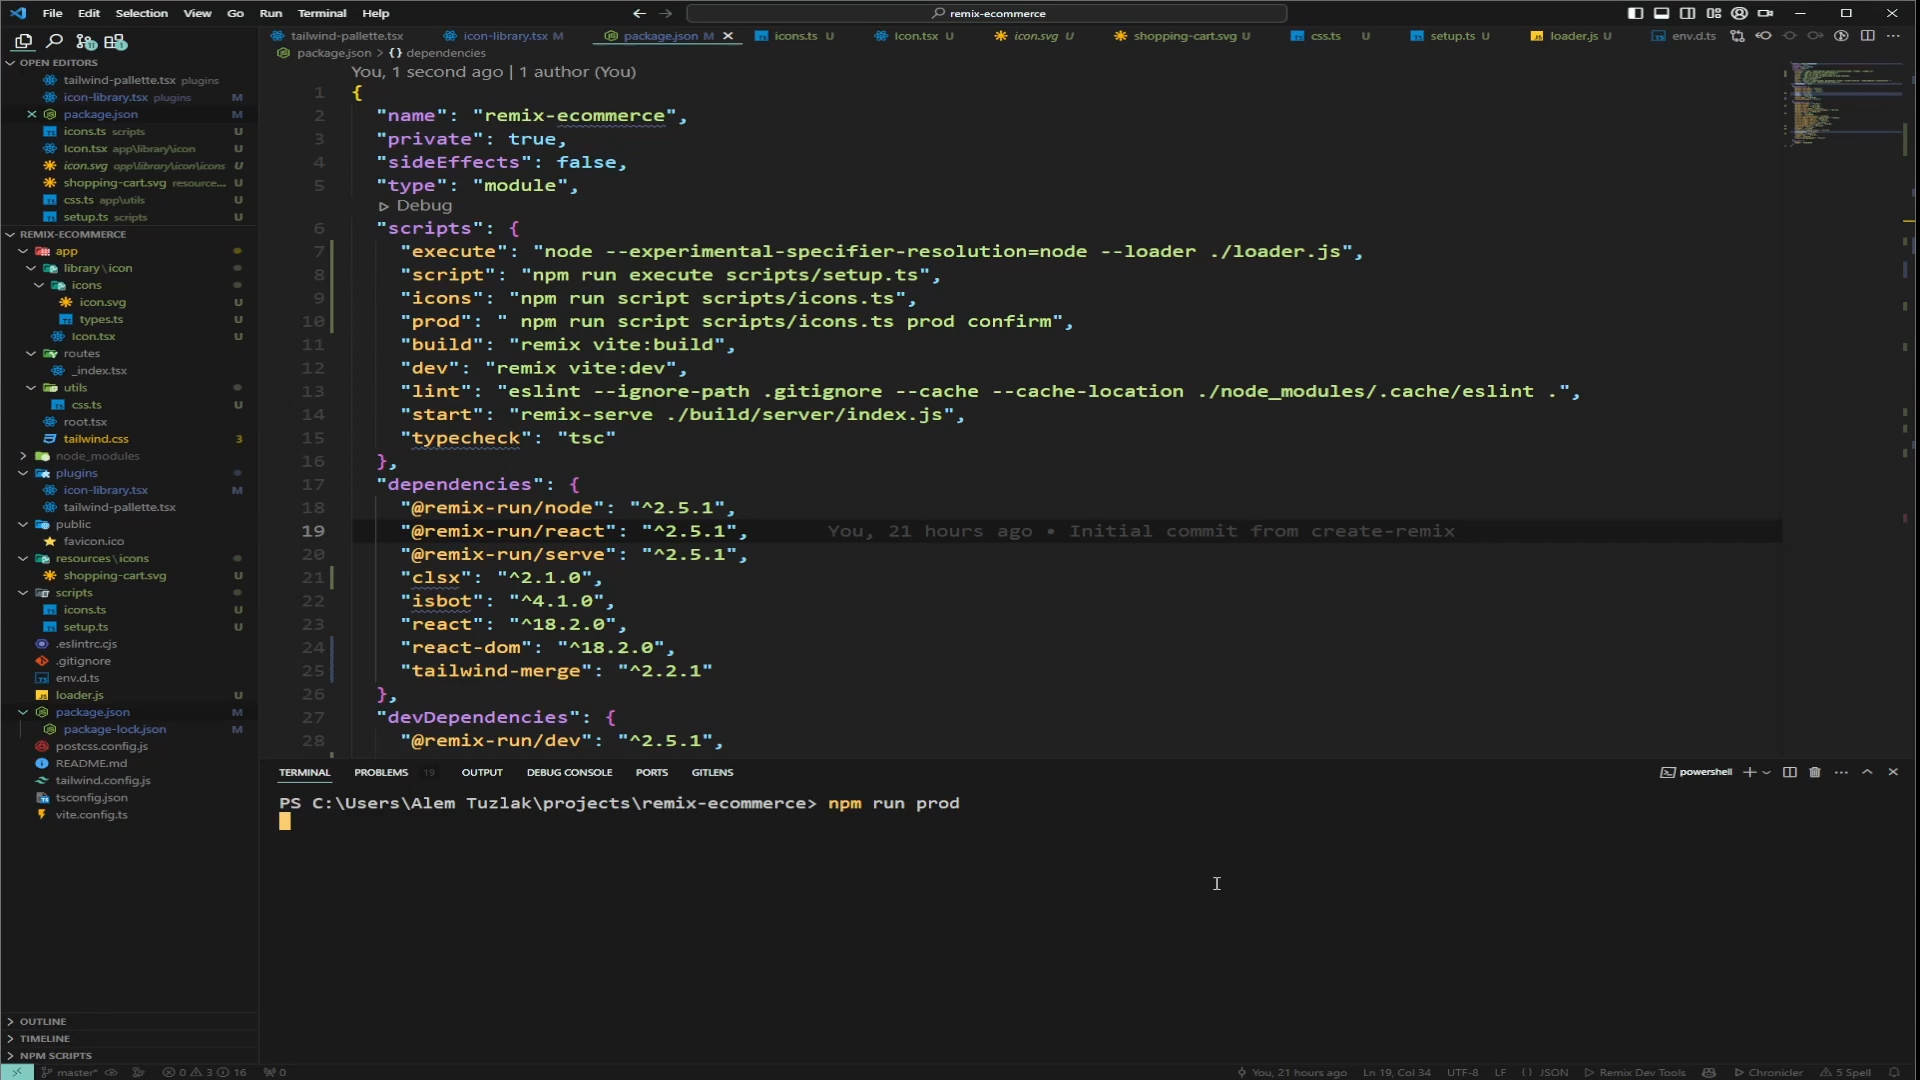 File Edit Selection View Go Run Terminal Help
remix-ecommerce
tailwind-pallette.tsx icon-library.tsx M package.json M icons.ts U Icon.tsx U icon.svg U shopping-cart.svg U css.ts U setup.ts U loader.js U env.d.ts
package.json > {} dependencies
OPEN EDITORS
tailwind-pallette.tsx plugins
icon-library.tsx plugins M
package.json M
icons.ts scripts U
Icon.tsx app\library\icon U
icon.svg app\library\icon\icons U
shopping-cart.svg resource... U
css.ts app\utils U
setup.ts scripts U
REMIX-ECOMMERCE
app
library\icon
icons
icon.svg U
types.ts U
Icon.tsx U
routes
_index.tsx
utils
css.ts U
root.tsx
tailwind.css 3
node_modules
plugins
icon-library.tsx M
tailwind-pallette.tsx
public
favicon.ico
resources\icons
shopping-cart.svg U
scripts
icons.ts U
setup.ts U
.eslintrc.cjs
.gitignore
env.d.ts
loader.js U
package.json M
package-lock.json M
postcss.config.js
README.md
tailwind.config.js
tsconfig.json
vite.config.ts
OUTLINE
TIMELINE
NPM SCRIPTS
You, 1 second ago | 1 author (You)
1 {
2 "name": "remix-ecommerce",
3 "private": true,
4 "sideEffects": false,
5 "type": "module",
Debug
6 "scripts": {
7 "execute": "node --experimental-specifier-resolution=node --loader ./loader.js",
8 "script": "npm run execute scripts/setup.ts",
9 "icons": "npm run script scripts/icons.ts",
10 "prod": " npm run script scripts/icons.ts prod confirm",
11 "build": "remix vite:build",
12 "dev": "remix vite:dev",
13 "lint": "eslint --ignore-path .gitignore --cache --cache-location ./node_modules/.cache/eslint .",
14 "start": "remix-serve ./build/server/index.js",
15 "typecheck": "tsc"
16 },
17 "dependencies": {
18 "@remix-run/node": "^2.5.1",
19 "@remix-run/react": "^2.5.1", You, 21 hours ago • Initial commit from create-remix
20 "@remix-run/serve": "^2.5.1",
21 "clsx": "^2.1.0",
22 "isbot": "^4.1.0",
23 "react": "^18.2.0",
24 "react-dom": "^18.2.0",
25 "tailwind-merge": "^2.2.1"
26 },
27 "devDependencies": {
28 "@remix-run/dev": "^2.5.1",
TERMINAL PROBLEMS 19 OUTPUT DEBUG CONSOLE PORTS GITLENS
powershell
PS C:\Users\Alem Tuzlak\projects\remix-ecommerce> npm run prod
master* 0 3 16 0 You, 21 hours ago Ln 19, Col 34 UTF-8 LF {} JSON Remix Dev Tools Chronicler 5 Spell